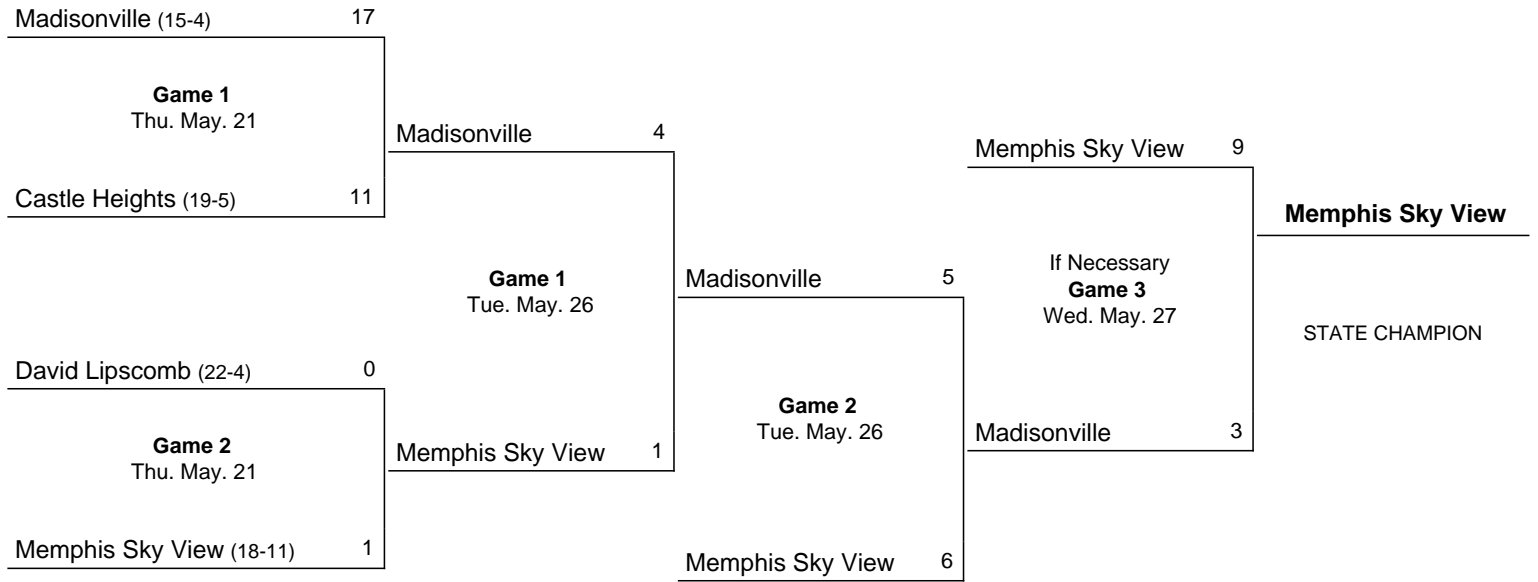 Madisonville (15-4) 17
Game 1
Thu. May. 21
Castle Heights (19-5) 11
David Lipscomb (22-4) 0
Game 2
Thu. May. 21
Memphis Sky View (18-11) 1
Madisonville 4
Game 1
Tue. May. 26
Memphis Sky View 1
Madisonville 5
Game 2
Tue. May. 26
Memphis Sky View 6
Memphis Sky View 9
If Necessary
Game 3
Wed. May. 27
Madisonville 3
Memphis Sky View
STATE CHAMPION